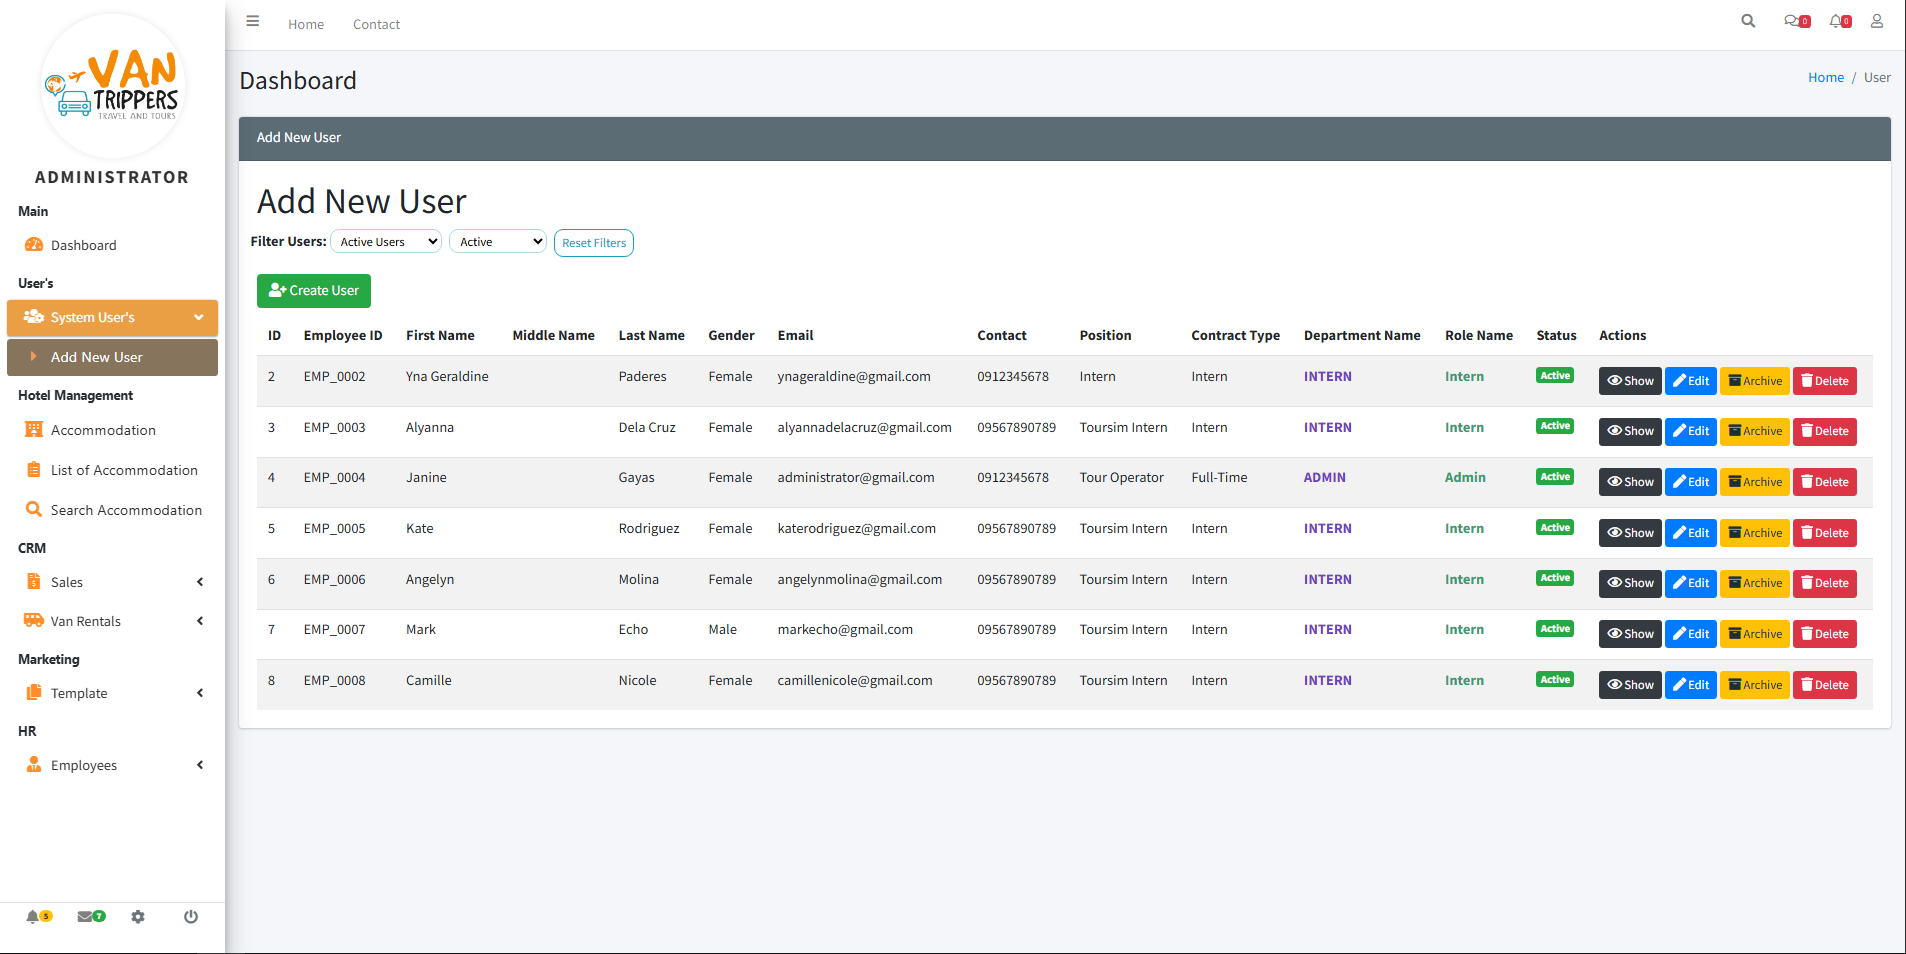 VAN
TRIPPERS
TRAVEL AND TOURS
ADMINISTRATOR
Main
Dashboard
User's
System User's
Add New User
Hotel Management
Accommodation
List of Accommodation
Search Accommodation
CRM
Sales
Van Rentals
Marketing
Template
HR
Employees
5 7
Home Contact 0 0
Dashboard Home / User
Add New User
Add New User
Filter Users: Active Users Active Reset Filters
Create User
ID Employee ID First Name Middle Name Last Name Gender Email Contact Position Contract Type Department Name Role Name Status Actions
2 EMP_0002 Yna Geraldine Paderes Female ynageraldine@gmail.com 0912345678 Intern Intern INTERN Intern Active Show Edit Archive Delete
3 EMP_0003 Alyanna Dela Cruz Female alyannadelacruz@gmail.com 09567890789 Toursim Intern Intern INTERN Intern Active Show Edit Archive Delete
4 EMP_0004 Janine Gayas Female administrator@gmail.com 0912345678 Tour Operator Full-Time ADMIN Admin Active Show Edit Archive Delete
5 EMP_0005 Kate Rodriguez Female katerodriguez@gmail.com 09567890789 Toursim Intern Intern INTERN Intern Active Show Edit Archive Delete
6 EMP_0006 Angelyn Molina Female angelynmolina@gmail.com 09567890789 Toursim Intern Intern INTERN Intern Active Show Edit Archive Delete
7 EMP_0007 Mark Echo Male markecho@gmail.com 09567890789 Toursim Intern Intern INTERN Intern Active Show Edit Archive Delete
8 EMP_0008 Camille Nicole Female camillenicole@gmail.com 09567890789 Toursim Intern Intern INTERN Intern Active Show Edit Archive Delete